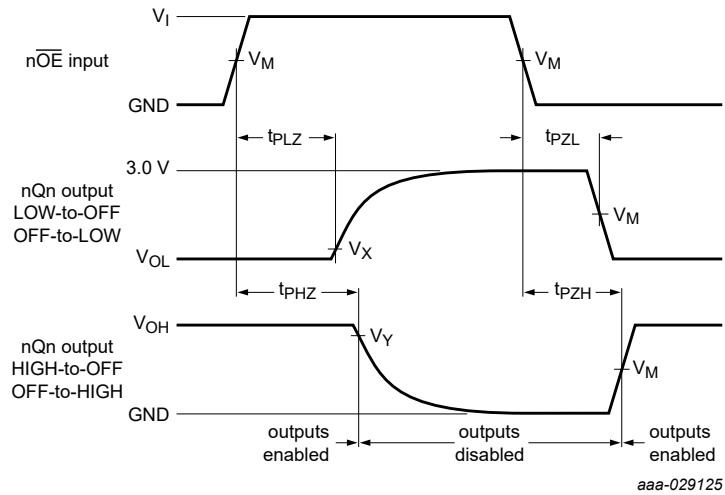 V_I
nO̅E̅ input
V_M
V_M
GND
t_PLZ
t_PZL
3.0 V
nQn output
LOW-to-OFF
OFF-to-LOW
V_M
V_X
V_OL
t_PHZ
t_PZH
V_OH
nQn output
HIGH-to-OFF
OFF-to-HIGH
V_Y
V_M
GND
outputs
enabled
outputs
disabled
outputs
enabled
aaa-029125